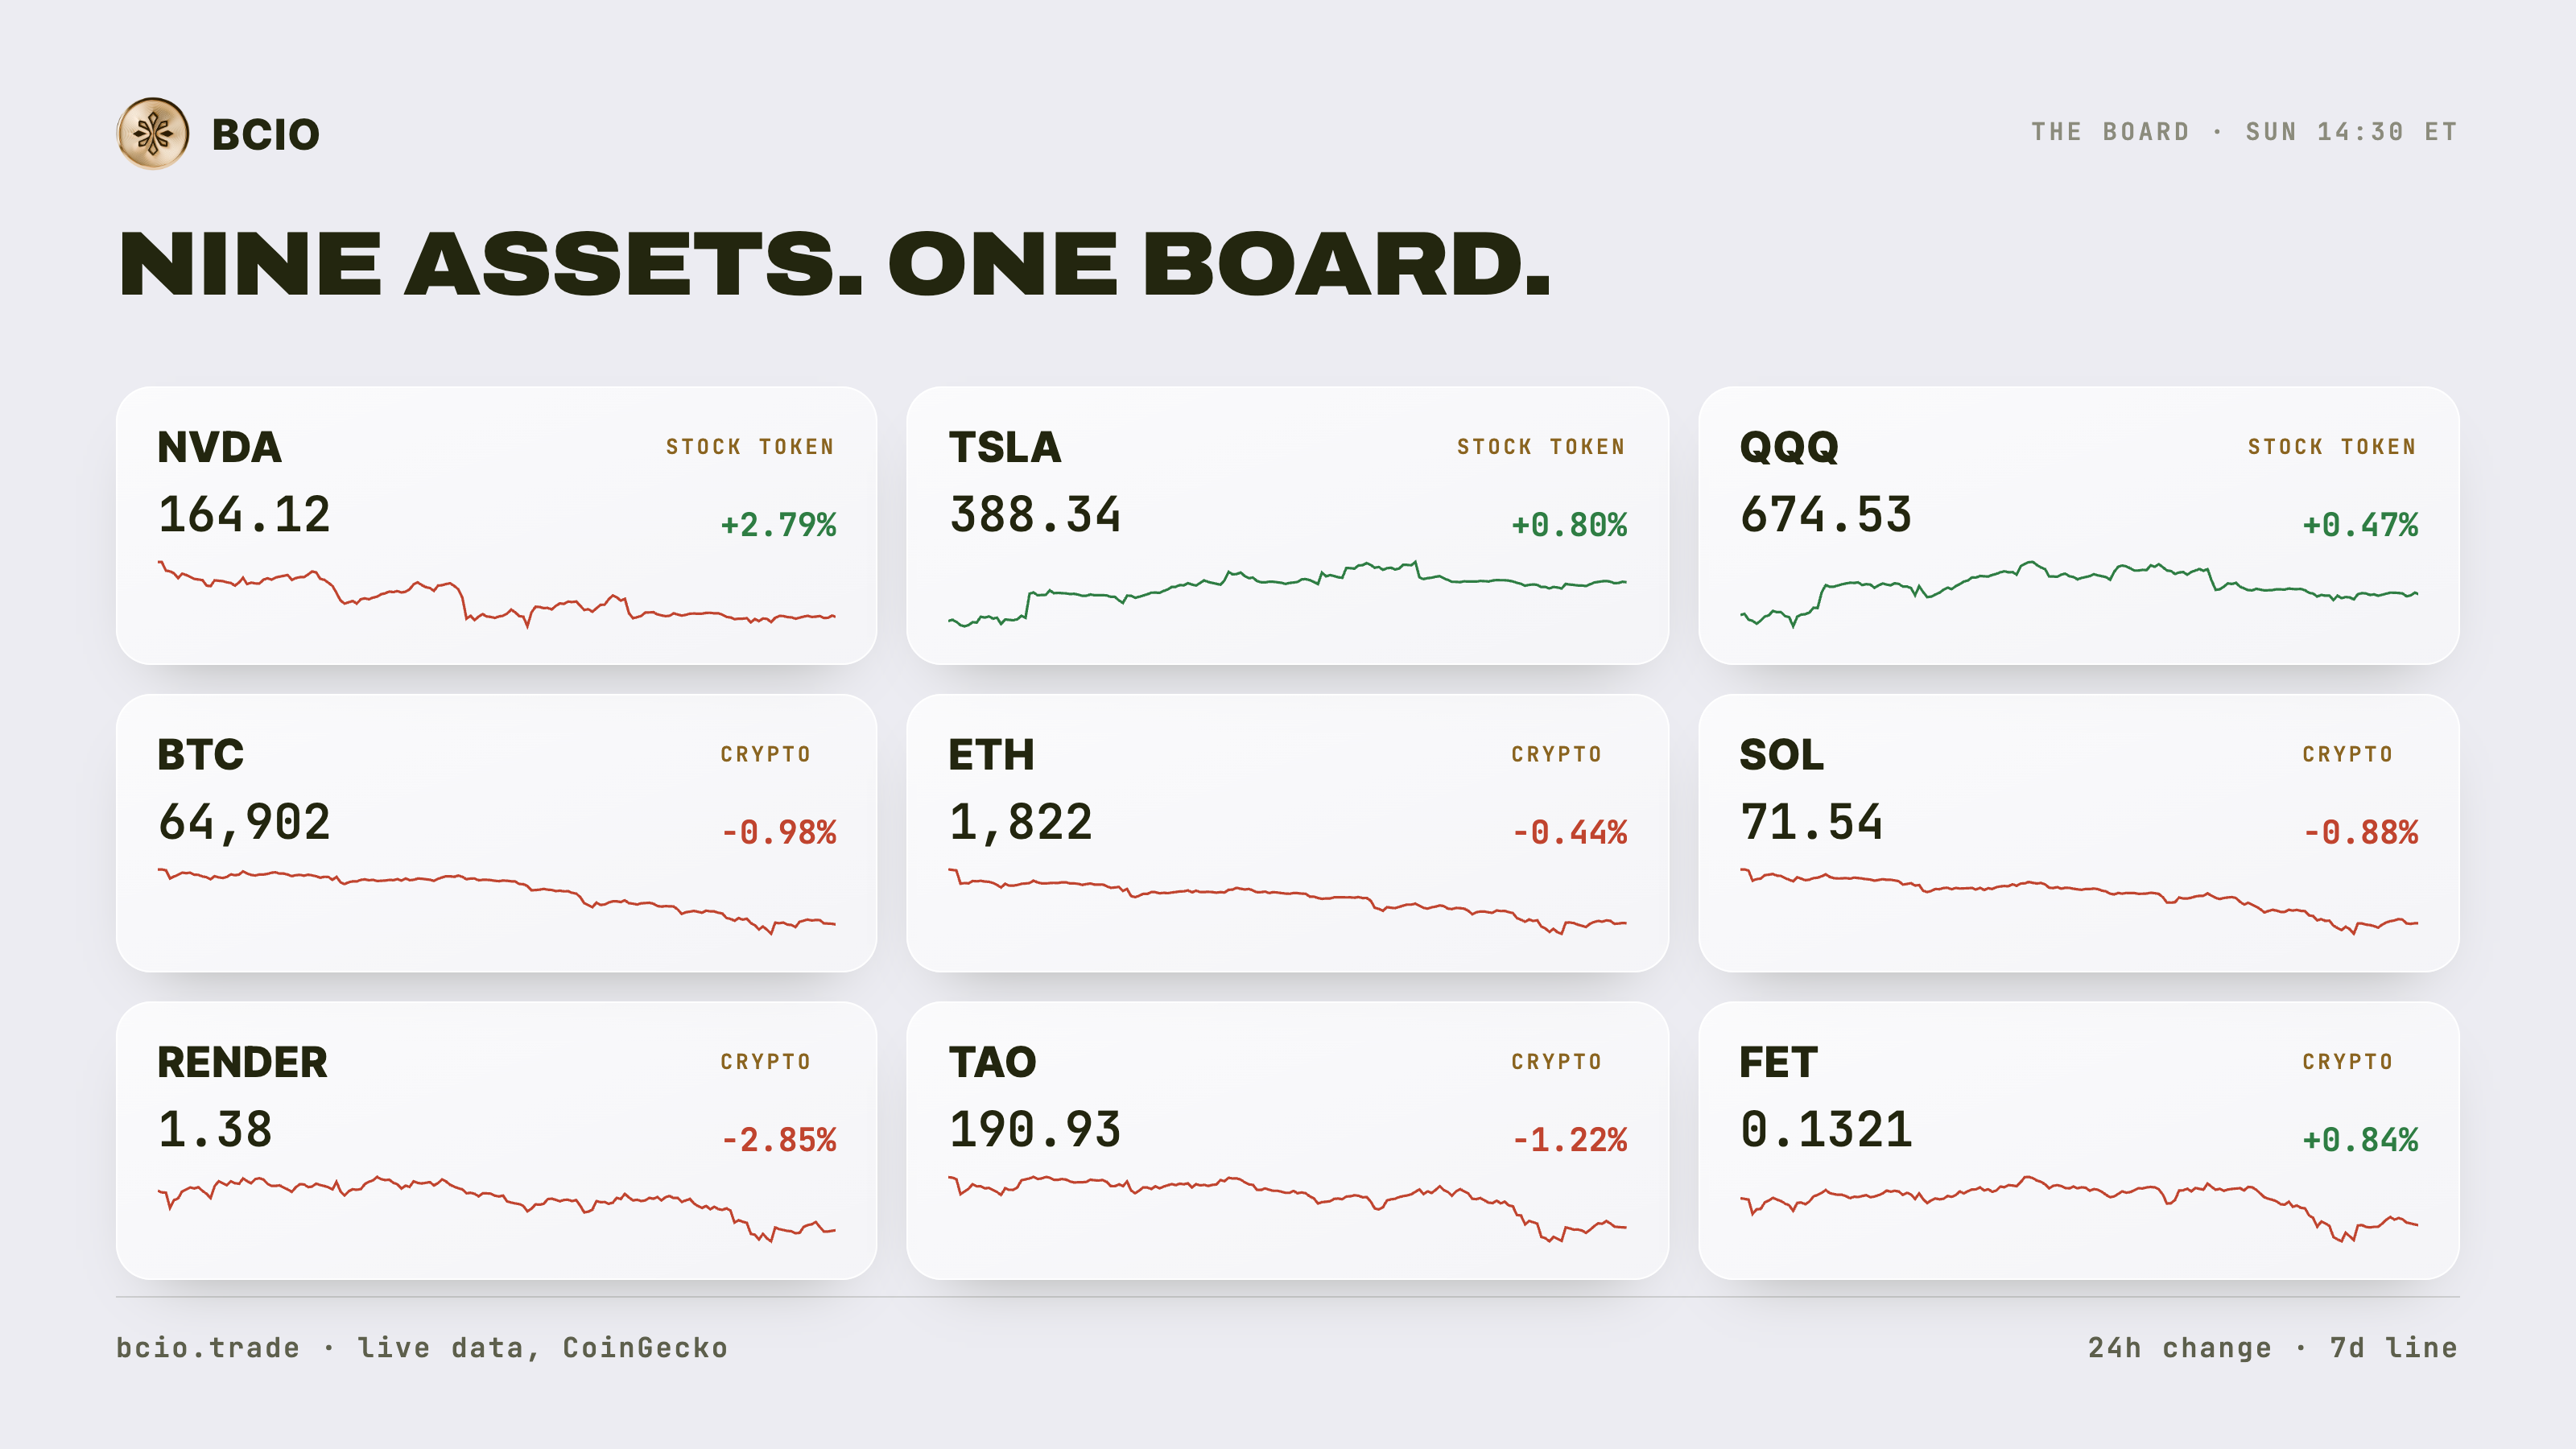 BCIO
THE BOARD · SUN 14:30 ET
NINE ASSETS. ONE BOARD.
NVDA
STOCK TOKEN
164.12
+2.79%
TSLA
STOCK TOKEN
388.34
+0.80%
QQQ
STOCK TOKEN
674.53
+0.47%
BTC
CRYPTO
64,902
-0.98%
ETH
CRYPTO
1,822
-0.44%
SOL
CRYPTO
71.54
-0.88%
RENDER
CRYPTO
1.38
-2.85%
TAO
CRYPTO
190.93
-1.22%
FET
CRYPTO
0.1321
+0.84%
bcio.trade · live data, CoinGecko
24h change · 7d line